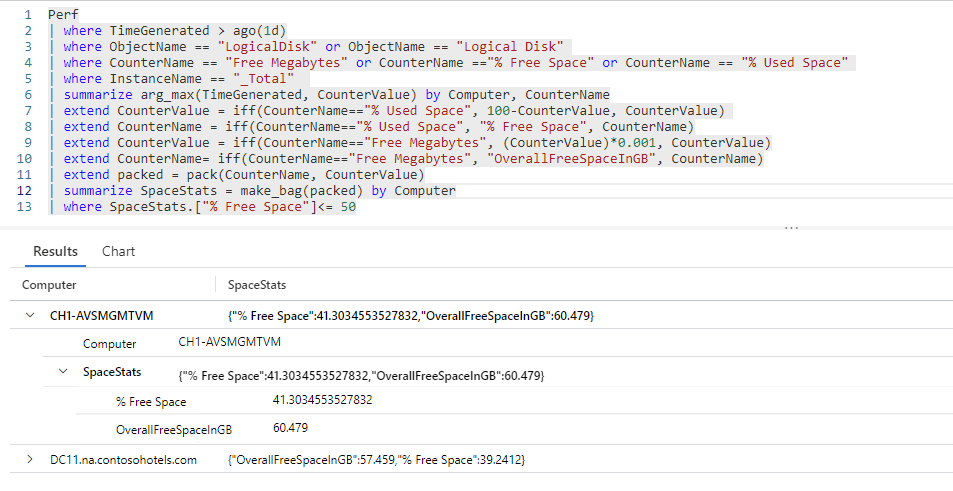 1 Perf
2 | where TimeGenerated > ago(1d)
3 | where ObjectName == "LogicalDisk" or ObjectName == "Logical Disk"
4 | where CounterName == "Free Megabytes" or CounterName =="% Free Space" or CounterName == "% Used Space"
5 | where InstanceName == "_Total"
6 | summarize arg_max(TimeGenerated, CounterValue) by Computer, CounterName
7 | extend CounterValue = iff(CounterName=="% Used Space", 100-CounterValue, CounterValue)
8 | extend CounterName = iff(CounterName=="% Used Space", "% Free Space", CounterName)
9 | extend CounterValue = iff(CounterName=="Free Megabytes", (CounterValue)*0.001, CounterValue)
10 | extend CounterName= iff(CounterName=="Free Megabytes", "OverallFreeSpaceInGB", CounterName)
11 | extend packed = pack(CounterName, CounterValue)
12 | summarize SpaceStats = make_bag(packed) by Computer
13 | where SpaceStats.["% Free Space"]<= 50
...
Results Chart
Computer SpaceStats
CH1-AVSMGMTVM {"% Free Space":41.3034553527832,"OverallFreeSpaceInGB":60.479}
Computer CH1-AVSMGMTVM
SpaceStats {"% Free Space":41.3034553527832,"OverallFreeSpaceInGB":60.479}
% Free Space 41.3034553527832
OverallFreeSpaceInGB 60.479
DC11.na.contosohotels.com {"OverallFreeSpaceInGB":57.459,"% Free Space":39.2412}